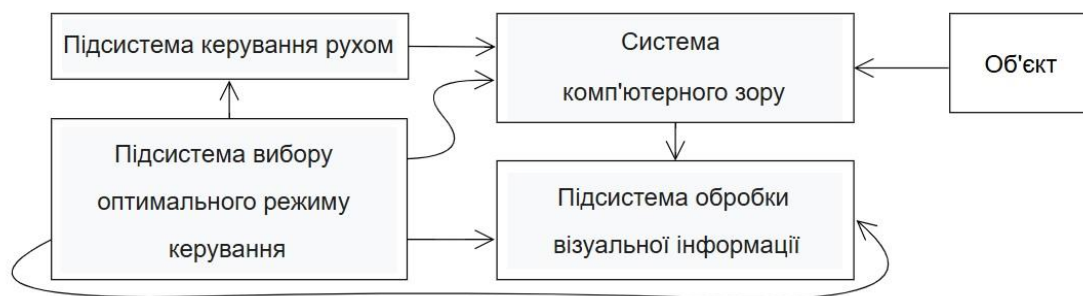 Підсистема керування рухом
Система
комп'ютерного зору
Об'єкт
Підсистема вибору
оптимального режиму
керування
Підсистема обробки
візуальної інформації